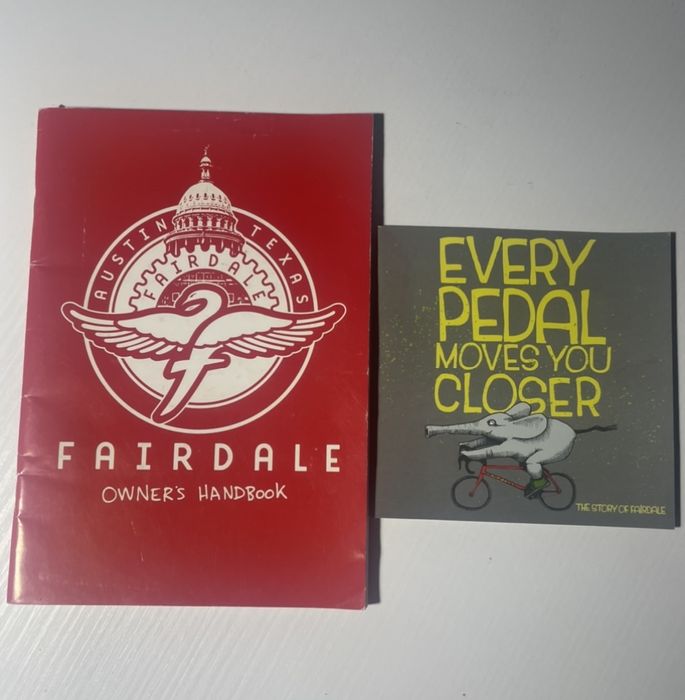 AUSTIN TEXAS
FAIRDALE
FAIRDALE
OWNER'S HANDBOOK
EVERY
PEDAL
MOVES YOU
CLOSER
THE STORY OF FAIRDALE